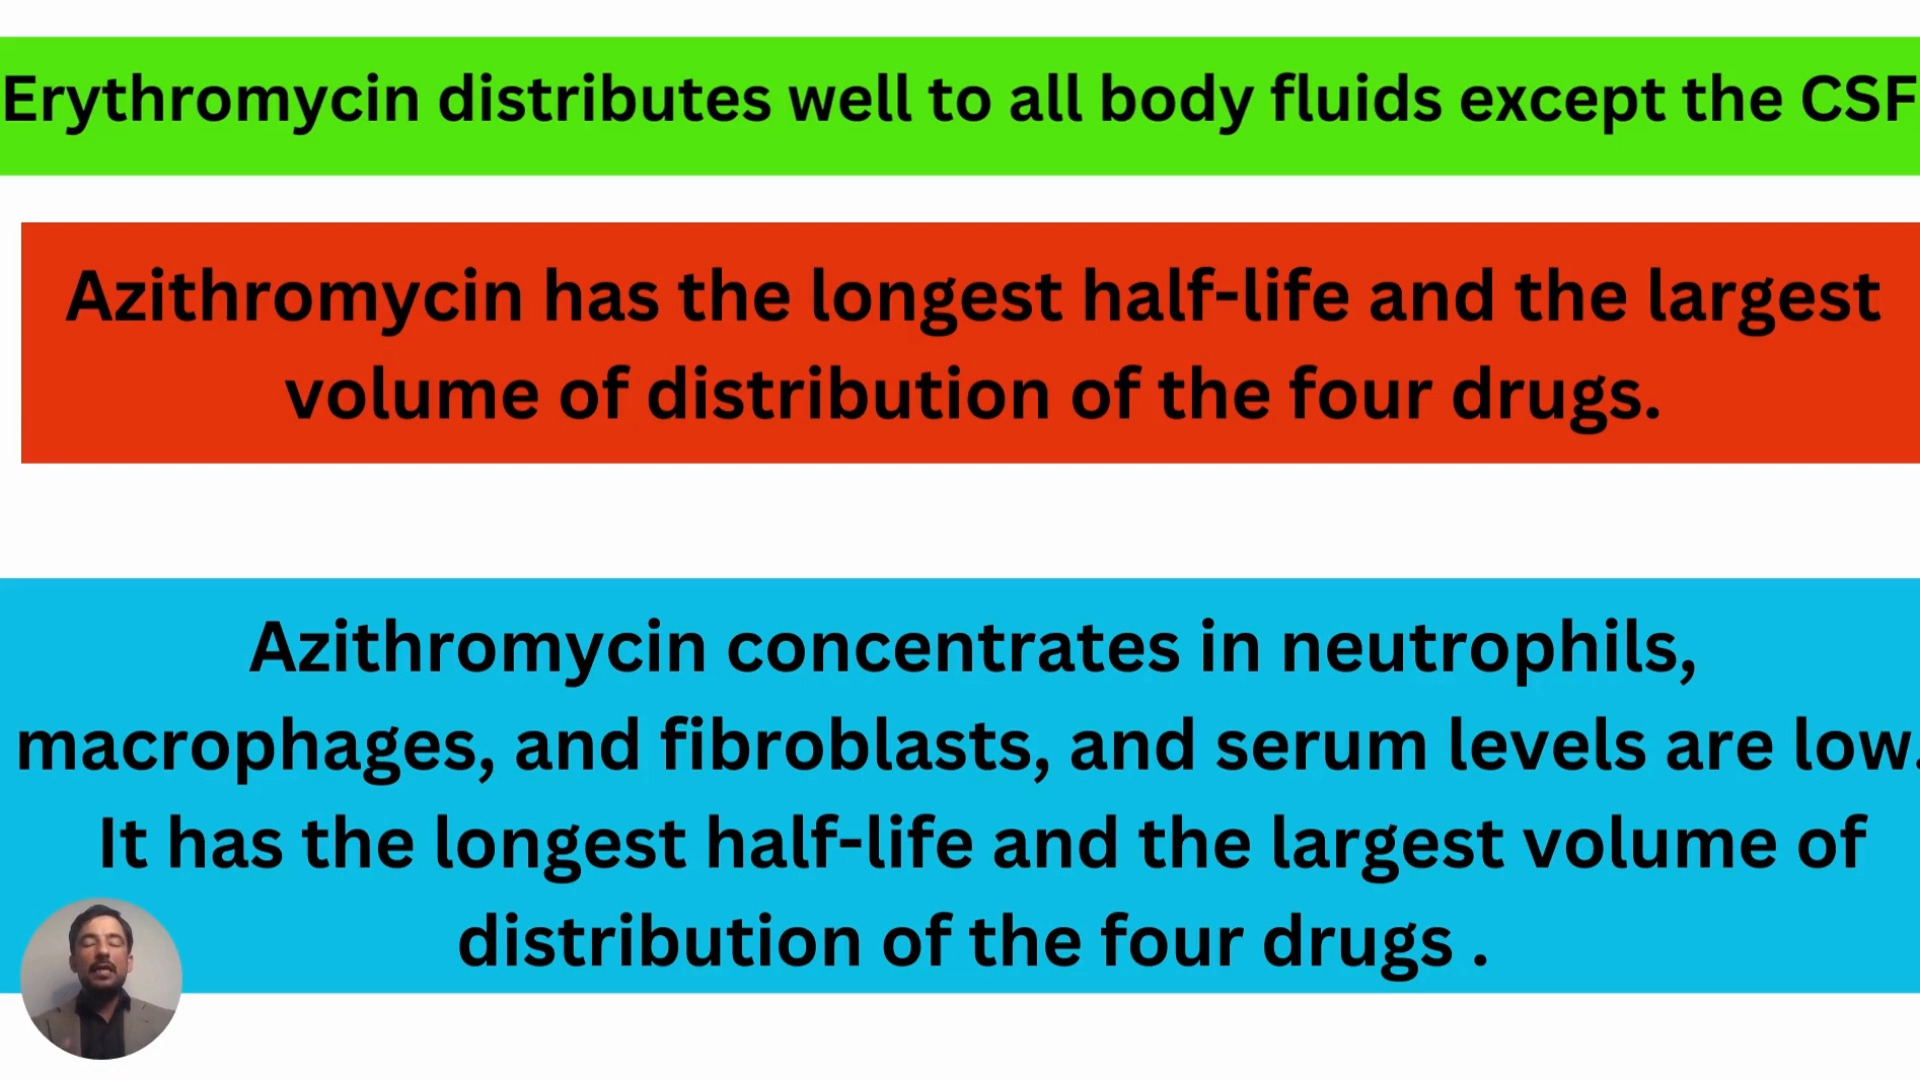 Erythromycin distributes well to all body fluids except the CSF
Azithromycin has the longest half-life and the largest
volume of distribution of the four drugs.
Azithromycin concentrates in neutrophils,
macrophages, and fibroblasts, and serum levels are low.
It has the longest half-life and the largest volume of
distribution of the four drugs .